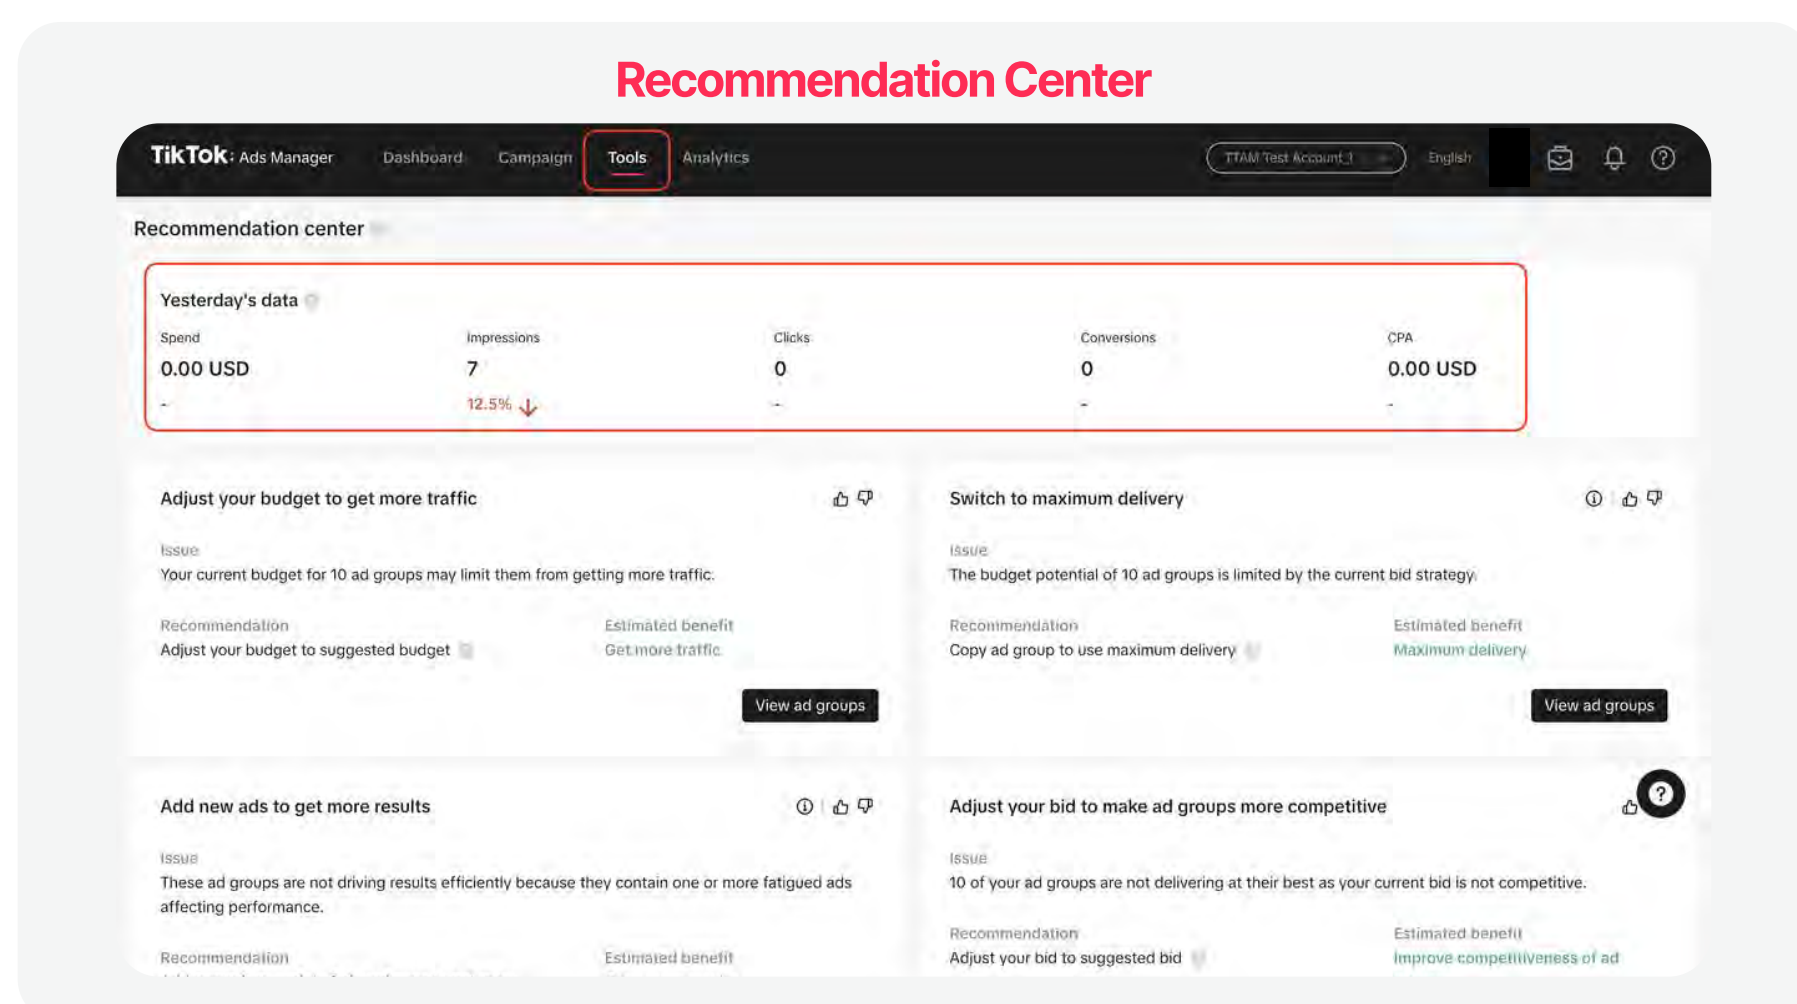 Recommendation Center
TikTok: Ads Manager
Dashboard
Campaign
Tools
Analytics
TTAM Test Account_1
English
Recommendation center
Yesterday's data
Spend
Impressions
Clicks
Conversions
CPA
0.00 USD
7
0
0
0.00 USD
-
12.5%
-
-
-
Adjust your budget to get more traffic
Issue
Your current budget for 10 ad groups may limit them from getting more traffic.
Recommendation
Estimated benefit
Adjust your budget to suggested budget
Get more traffic
View ad groups
Switch to maximum delivery
Issue
The budget potential of 10 ad groups is limited by the current bid strategy.
Recommendation
Estimated benefit
Copy ad group to use maximum delivery
Maximum delivery
View ad groups
Add new ads to get more results
Issue
These ad groups are not driving results efficiently because they contain one or more fatigued ads
affecting performance.
Recommendation
Estimated benefit
Adjust your bid to make ad groups more competitive
Issue
10 of your ad groups are not delivering at their best as your current bid is not competitive.
Recommendation
Estimated benefit
Adjust your bid to suggested bid
Improve competitiveness of ad